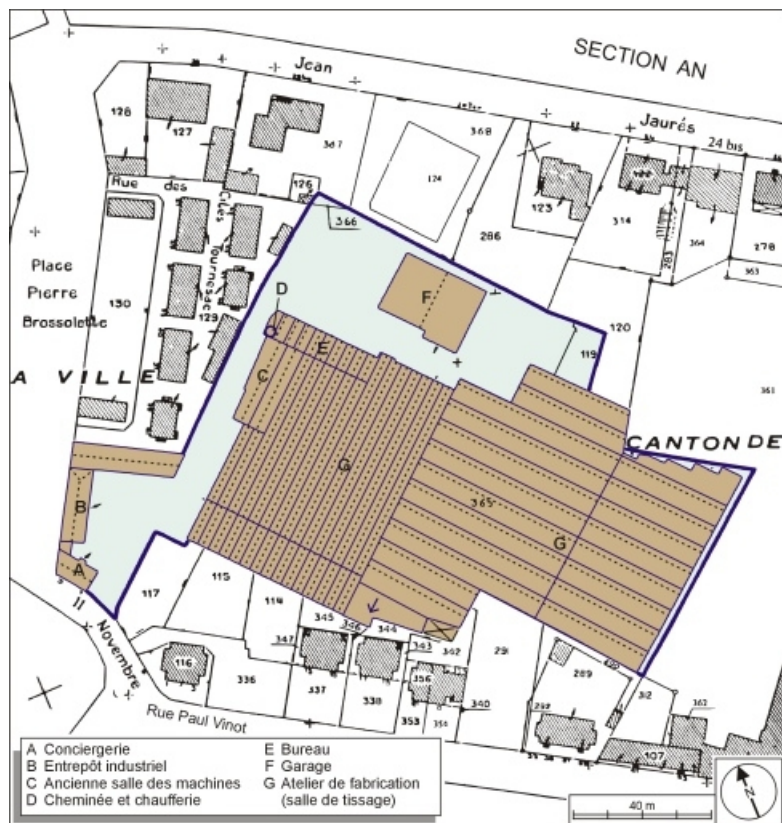 SECTION AN
Jean
Jaurés
24 bis
128
127
367
368
124
126
123
286
314
364
278
283
363
Rue des
Cités
Tournesac
366
Place
Pierre
Brossolette
130
129
D
F
E
C
119
120
361
A VILLE
CANTON DE
G
365
G
B
A
11
Novembre
117
115
114
345
346
344
347
343
342
291
116
336
337
338
356
353
354
340
289
292
312
362
107
Rue Paul Vinot
A Conciergerie
B Entrepôt industriel
C Ancienne salle des machines
D Cheminée et chaufferie
E Bureau
F Garage
G Atelier de fabrication
(salle de tissage)
40 m
N